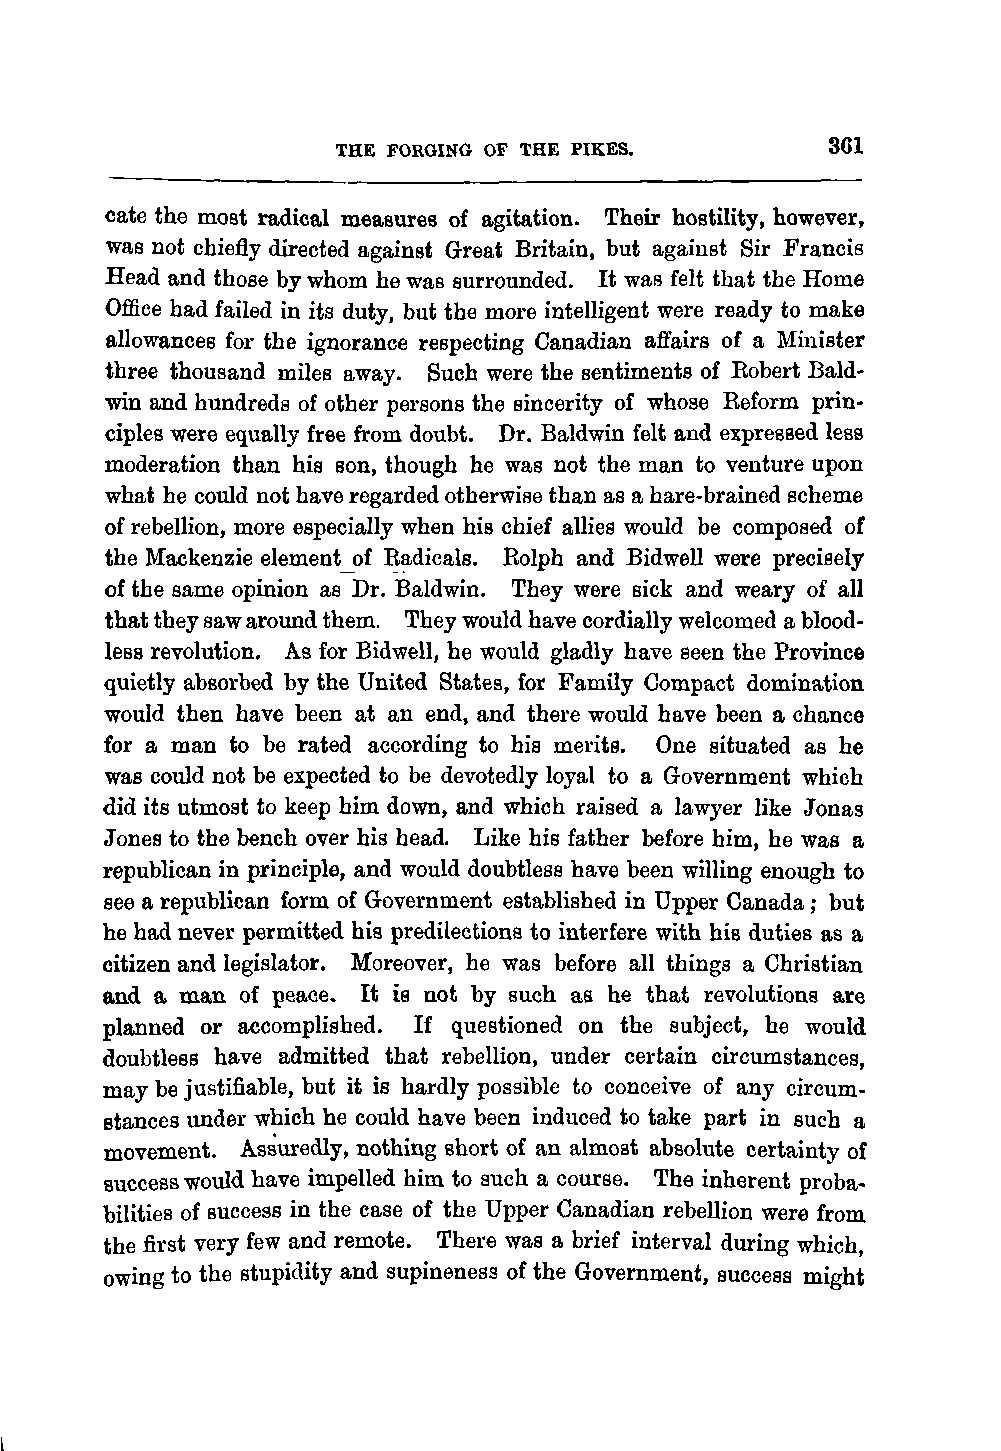 THE FORGING OF THE PIKES. 361
cate the most radical measures of agitation. Their hostility, however,
was not chiefly directed against Great Britain, but against Sir Francis
Head and those by whom he was surrounded. It was felt that the Home
Office had failed in its duty, but the more intelligent were ready to make
allowances for the ignorance respecting Canadian affairs of a Minister
three thousand miles away. Such were the sentiments of Robert Bald-
win and hundreds of other persons the sincerity of whose Reform prin-
ciples were equally free from doubt. Dr. Baldwin felt and expressed less
moderation than his son, though he was not the man to venture upon
what he could not have regarded otherwise than as a hare-brained scheme
of rebellion, more especially when his chief allies would be composed of
the Mackenzie element of Radicals. Rolph and Bidwell were precisely
of the same opinion as Dr. Baldwin. They were sick and weary of all
that they saw around them. They would have cordially welcomed a blood-
less revolution. As for Bidwell, he would gladly have seen the Province
quietly absorbed by the United States, for Family Compact domination
would then have been at an end, and there would have been a chance
for a man to be rated according to his merits. One situated as he
was could not be expected to be devotedly loyal to a Government which
did its utmost to keep him down, and which raised a lawyer like Jonas
Jones to the bench over his head. Like his father before him, he was a
republican in principle, and would doubtless have been willing enough to
see a republican form of Government established in Upper Canada; but
he had never permitted his predilections to interfere with his duties as a
citizen and legislator. Moreover, he was before all things a Christian
and a man of peace. It is not by such as he that revolutions are
planned or accomplished. If questioned on the subject, he would
doubtless have admitted that rebellion, under certain circumstances,
may be justifiable, but it is hardly possible to conceive of any circum-
stances under which he could have been induced to take part in such a
movement. Assuredly, nothing short of an almost absolute certainty of
success would have impelled him to such a course. The inherent proba-
bilities of success in the case of the Upper Canadian rebellion were from
the first very few and remote. There was a brief interval during which,
owing to the stupidity and supineness of the Government, success might